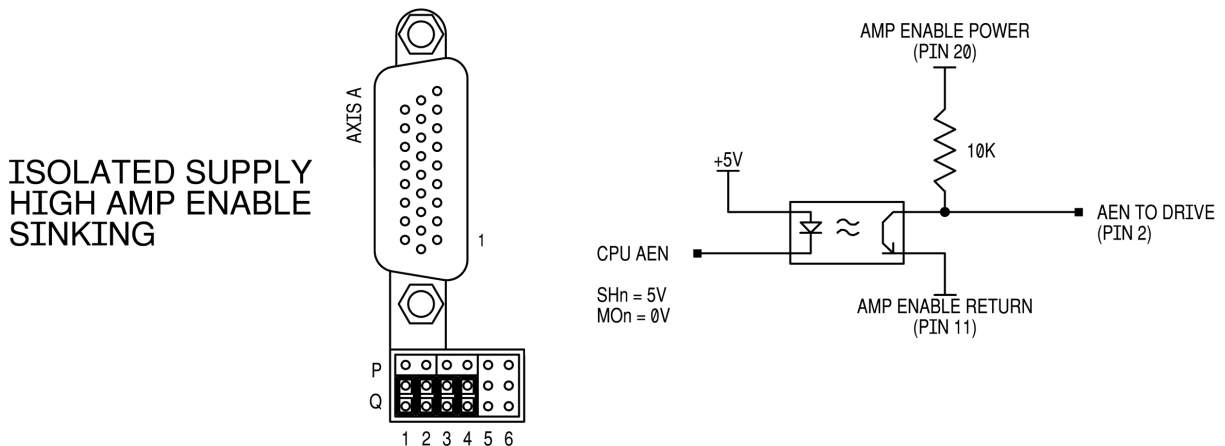 ISOLATED SUPPLY
HIGH AMP ENABLE
SINKING
AXIS A
1
P
Q
1 2 3 4 5 6
AMP ENABLE POWER
(PIN 20)
10K
+5V
AEN TO DRIVE
(PIN 2)
CPU AEN
SHn = 5V
MOn = 0V
AMP ENABLE RETURN
(PIN 11)